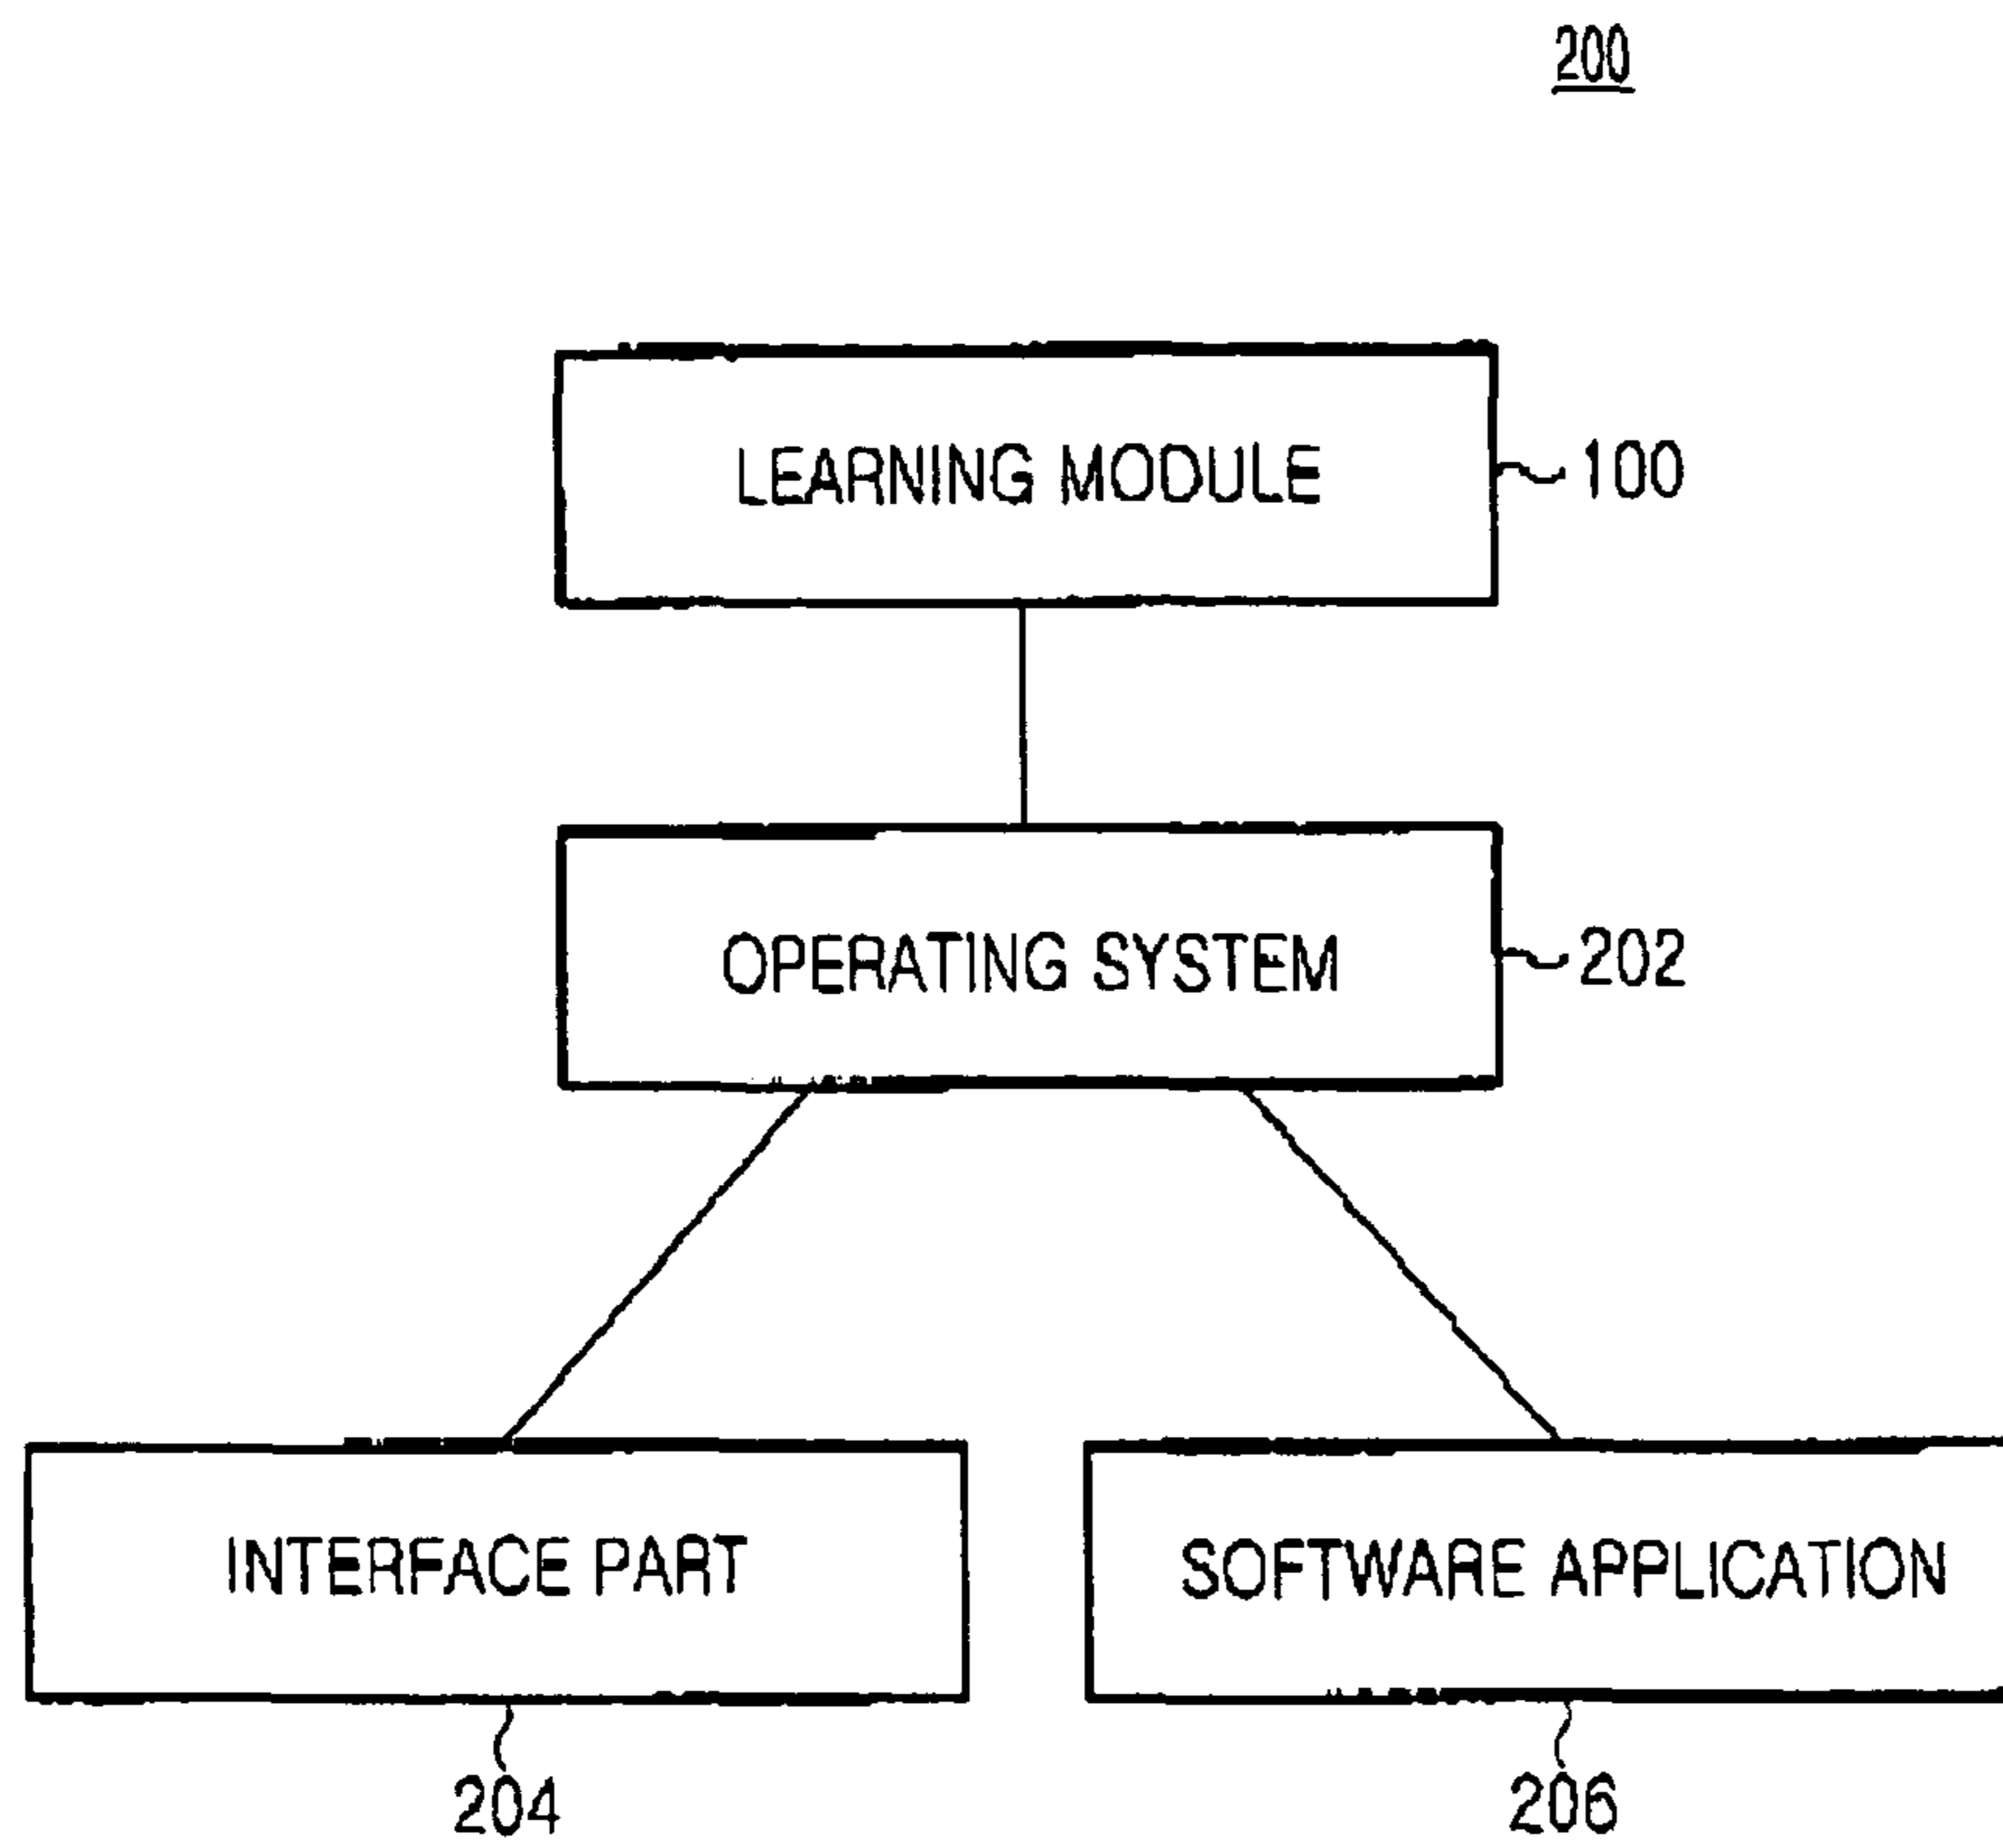 200
LEARNING MODULE
100
OPERATING SYSTEM
202
INTERFACE PART
SOFTWARE APPLICATION
204
206